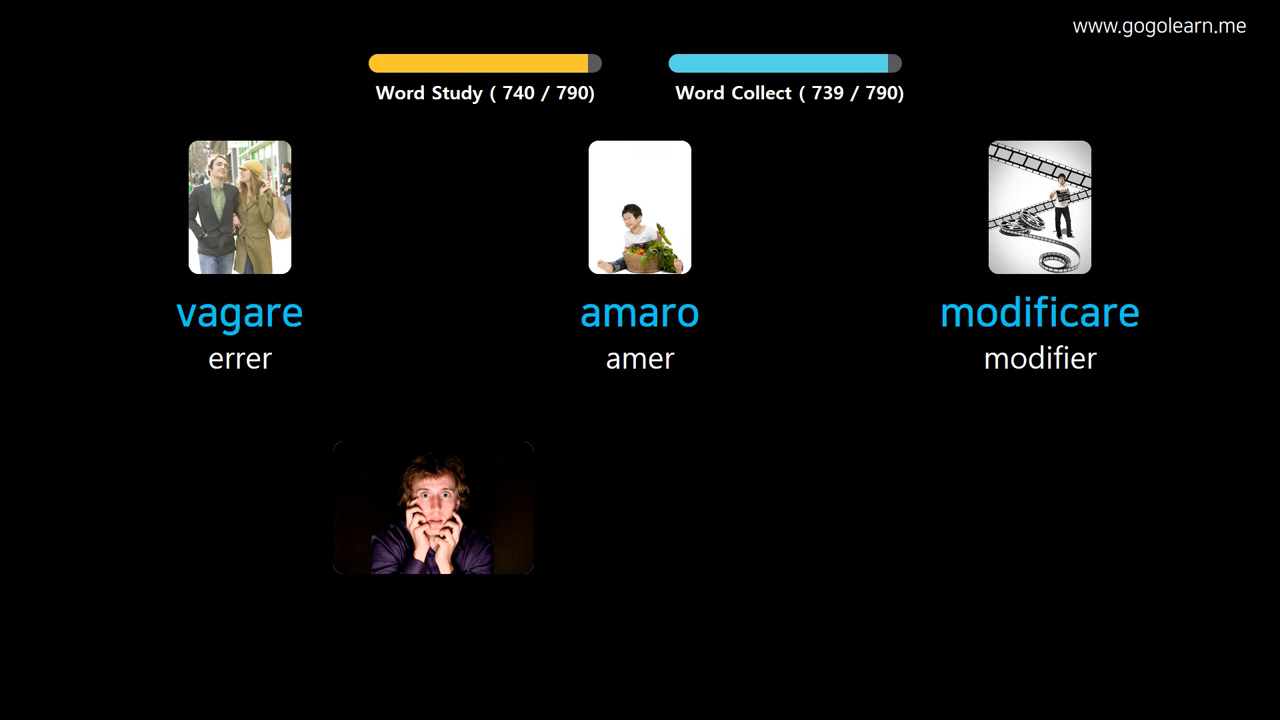 www.gogolearn.me
Word Study ( 740 / 790)
Word Collect ( 739 / 790)
vagare
errer
amaro
amer
modificare
modifier